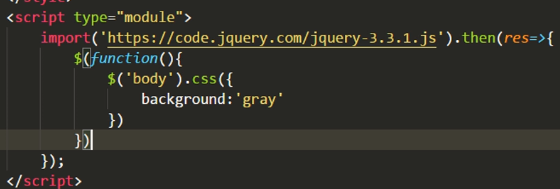 <script type="module">
import('https://code.jquery.com/jquery-3.3.1.js').then(res=>{
$(function(){
$('body').css({
background:'gray'
})
})
});
</script>